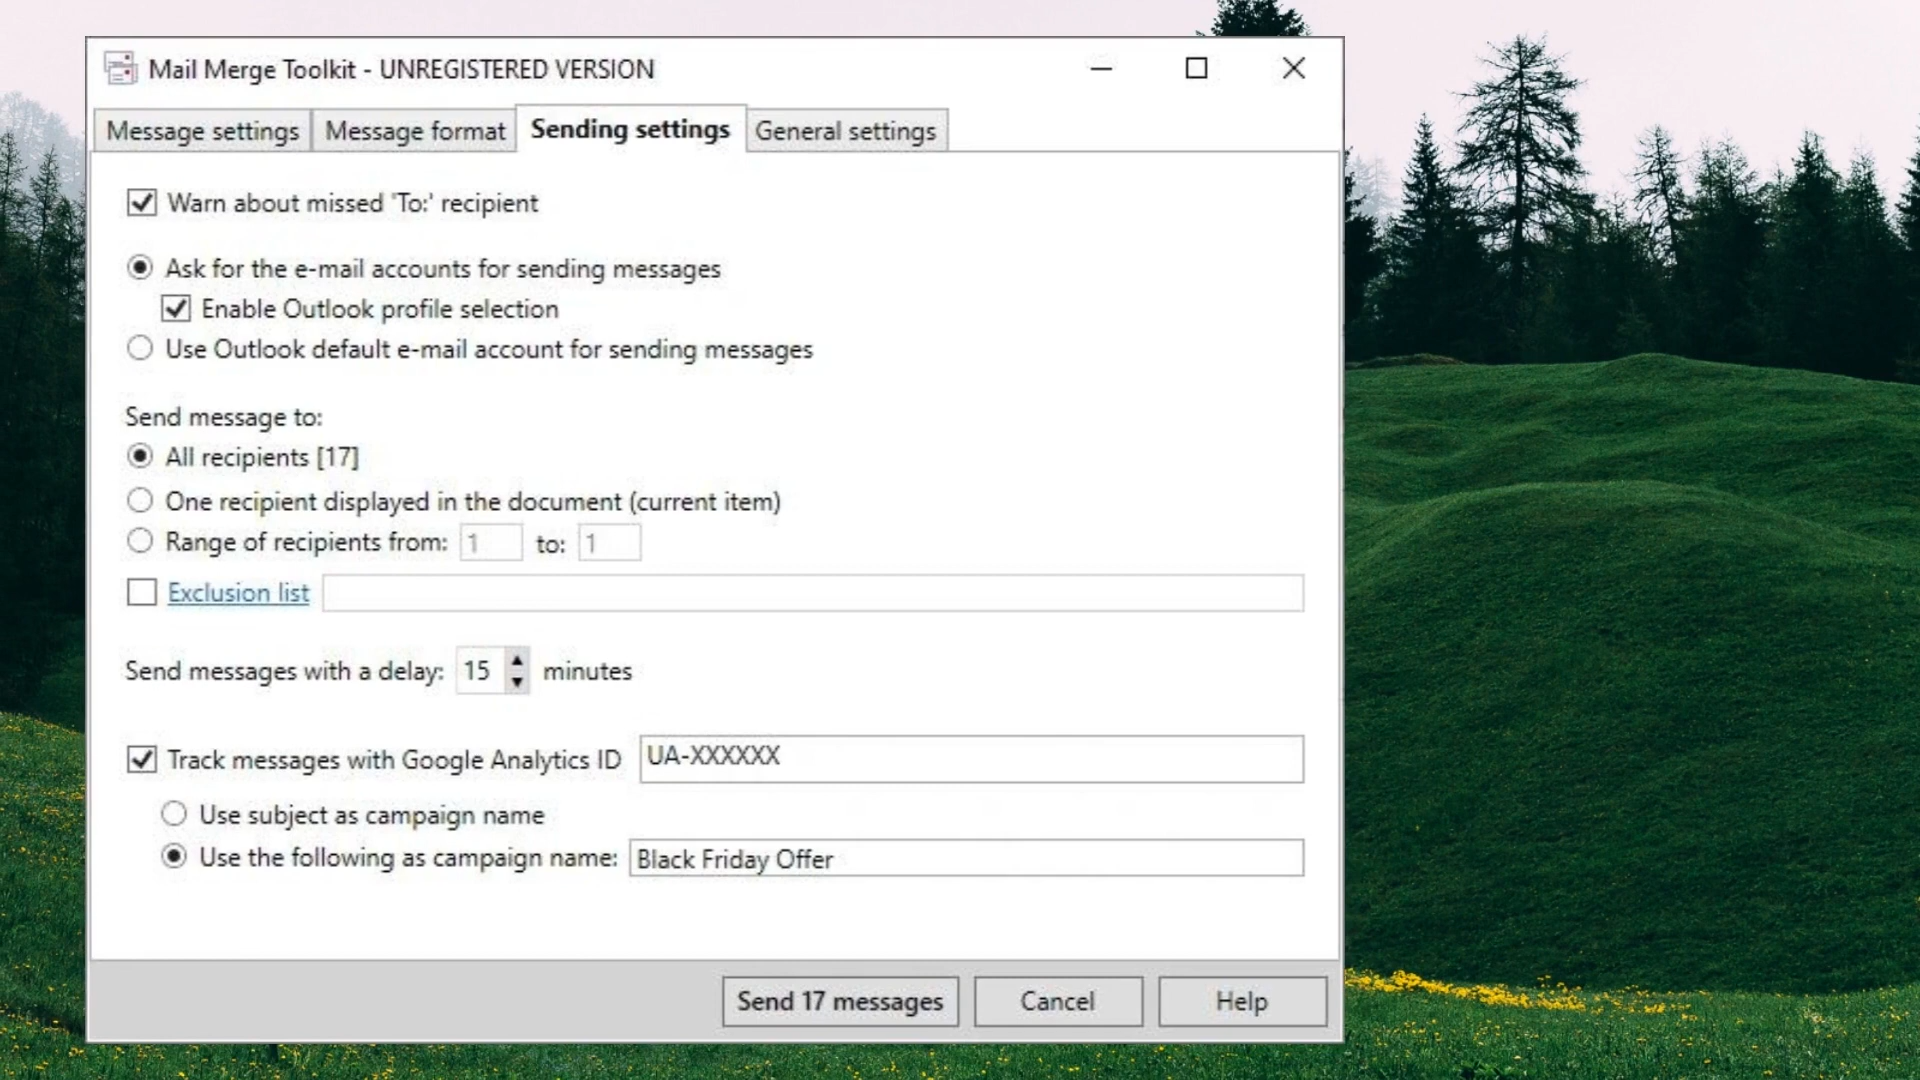 Mail Merge Toolkit - UNREGISTERED VERSION
Message settings Message format Sending settings General settings
Warn about missed 'To:' recipient
Ask for the e-mail accounts for sending messages
Enable Outlook profile selection
Use Outlook default e-mail account for sending messages
Send message to:
All recipients [17]
One recipient displayed in the document (current item)
Range of recipients from: 1 to: 1
Exclusion list
Send messages with a delay: 15 minutes
Track messages with Google Analytics ID UA-XXXXXX
Use subject as campaign name
Use the following as campaign name: Black Friday Offer
Send 17 messages Cancel Help